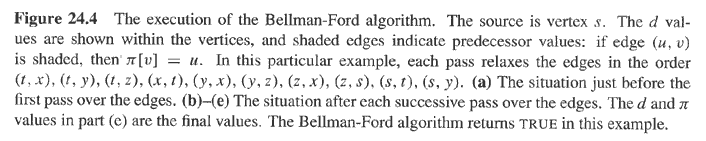 Figure 24.4 The execution of the Bellman-Ford algorithm. The source is vertex s. The d val-
ues are shown within the vertices, and shaded edges indicate predecessor values: if edge (u, v)
is shaded, then π[v] = u. In this particular example, each pass relaxes the edges in the order
(t, x), (t, y), (t, z), (x, t), (y, x), (y, z), (z, x), (z, s), (s, t), (s, y). (a) The situation just before the
first pass over the edges. (b)–(e) The situation after each successive pass over the edges. The d and π
values in part (e) are the final values. The Bellman-Ford algorithm returns TRUE in this example.